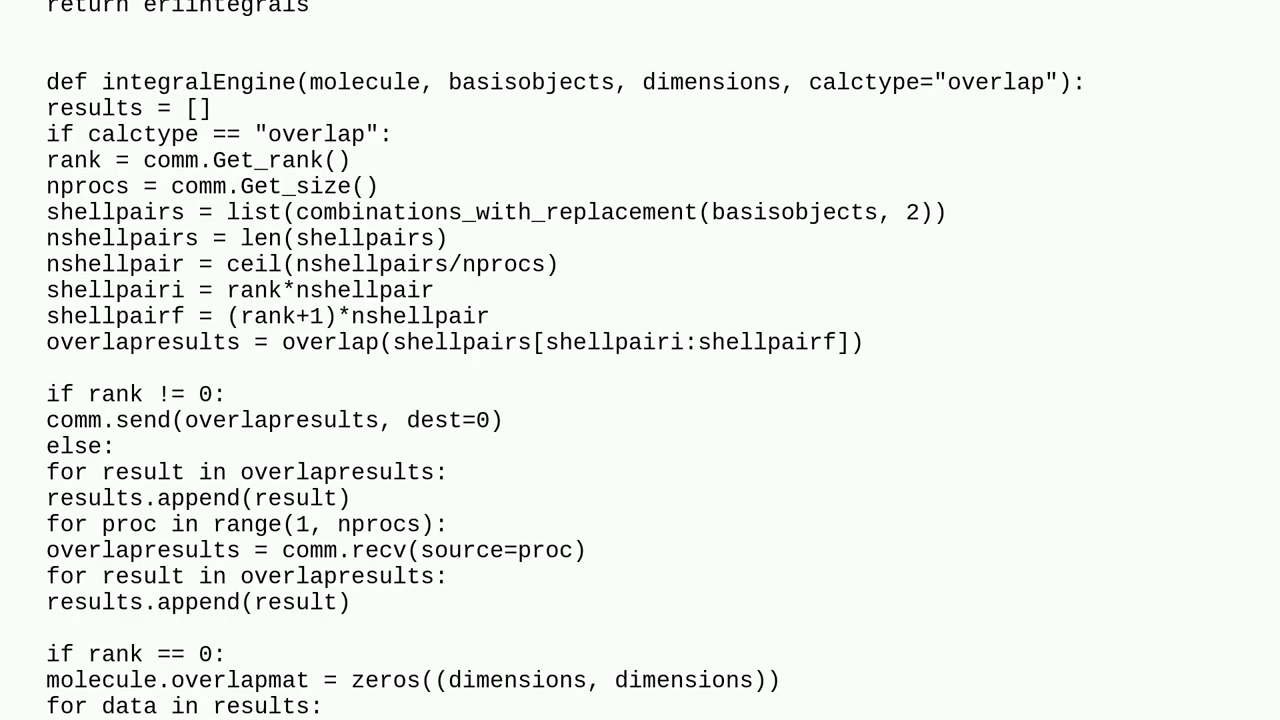 return eriintegrals
def integralEngine(molecule, basisobjects, dimensions, calctype="overlap"):
results = []
if calctype == "overlap":
rank = comm.Get_rank()
nprocs = comm.Get_size()
shellpairs = list(combinations_with_replacement(basisobjects, 2))
nshellpairs = len(shellpairs)
nshellpair = ceil(nshellpairs/nprocs)
shellpairi = rank*nshellpair
shellpairf = (rank+1)*nshellpair
overlapresults = overlap(shellpairs[shellpairi:shellpairf])
if rank != 0:
comm.send(overlapresults, dest=0)
else:
for result in overlapresults:
results.append(result)
for proc in range(1, nprocs):
overlapresults = comm.recv(source=proc)
for result in overlapresults:
results.append(result)
if rank == 0:
molecule.overlapmat = zeros((dimensions, dimensions))
for data in results: